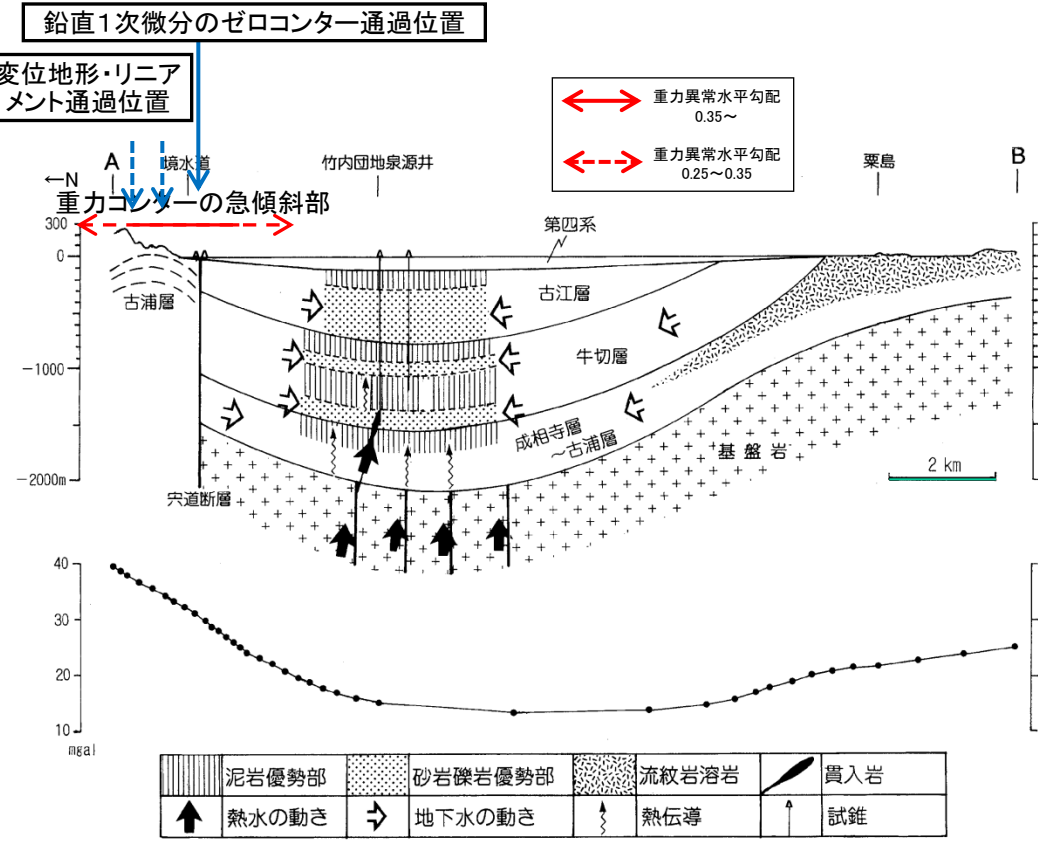 鉛直1次微分のゼロコンター通過位置
変位地形・リニア
メント通過位置
重力異常水平勾配
0.35～
重力異常水平勾配
0.25～0.35
A
境水道
竹内団地泉源井
粟島
B
←N
重力コンターの急傾斜部
300
0
-1000
-2000m
第四系
古浦層
古江層
牛切層
成相寺層
～古浦層
基盤岩
2 km
宍道断層
40
30
20
10
mgal
泥岩優勢部
砂岩礫岩優勢部
流紋岩溶岩
貫入岩
熱水の動き
地下水の動き
熱伝導
試錐